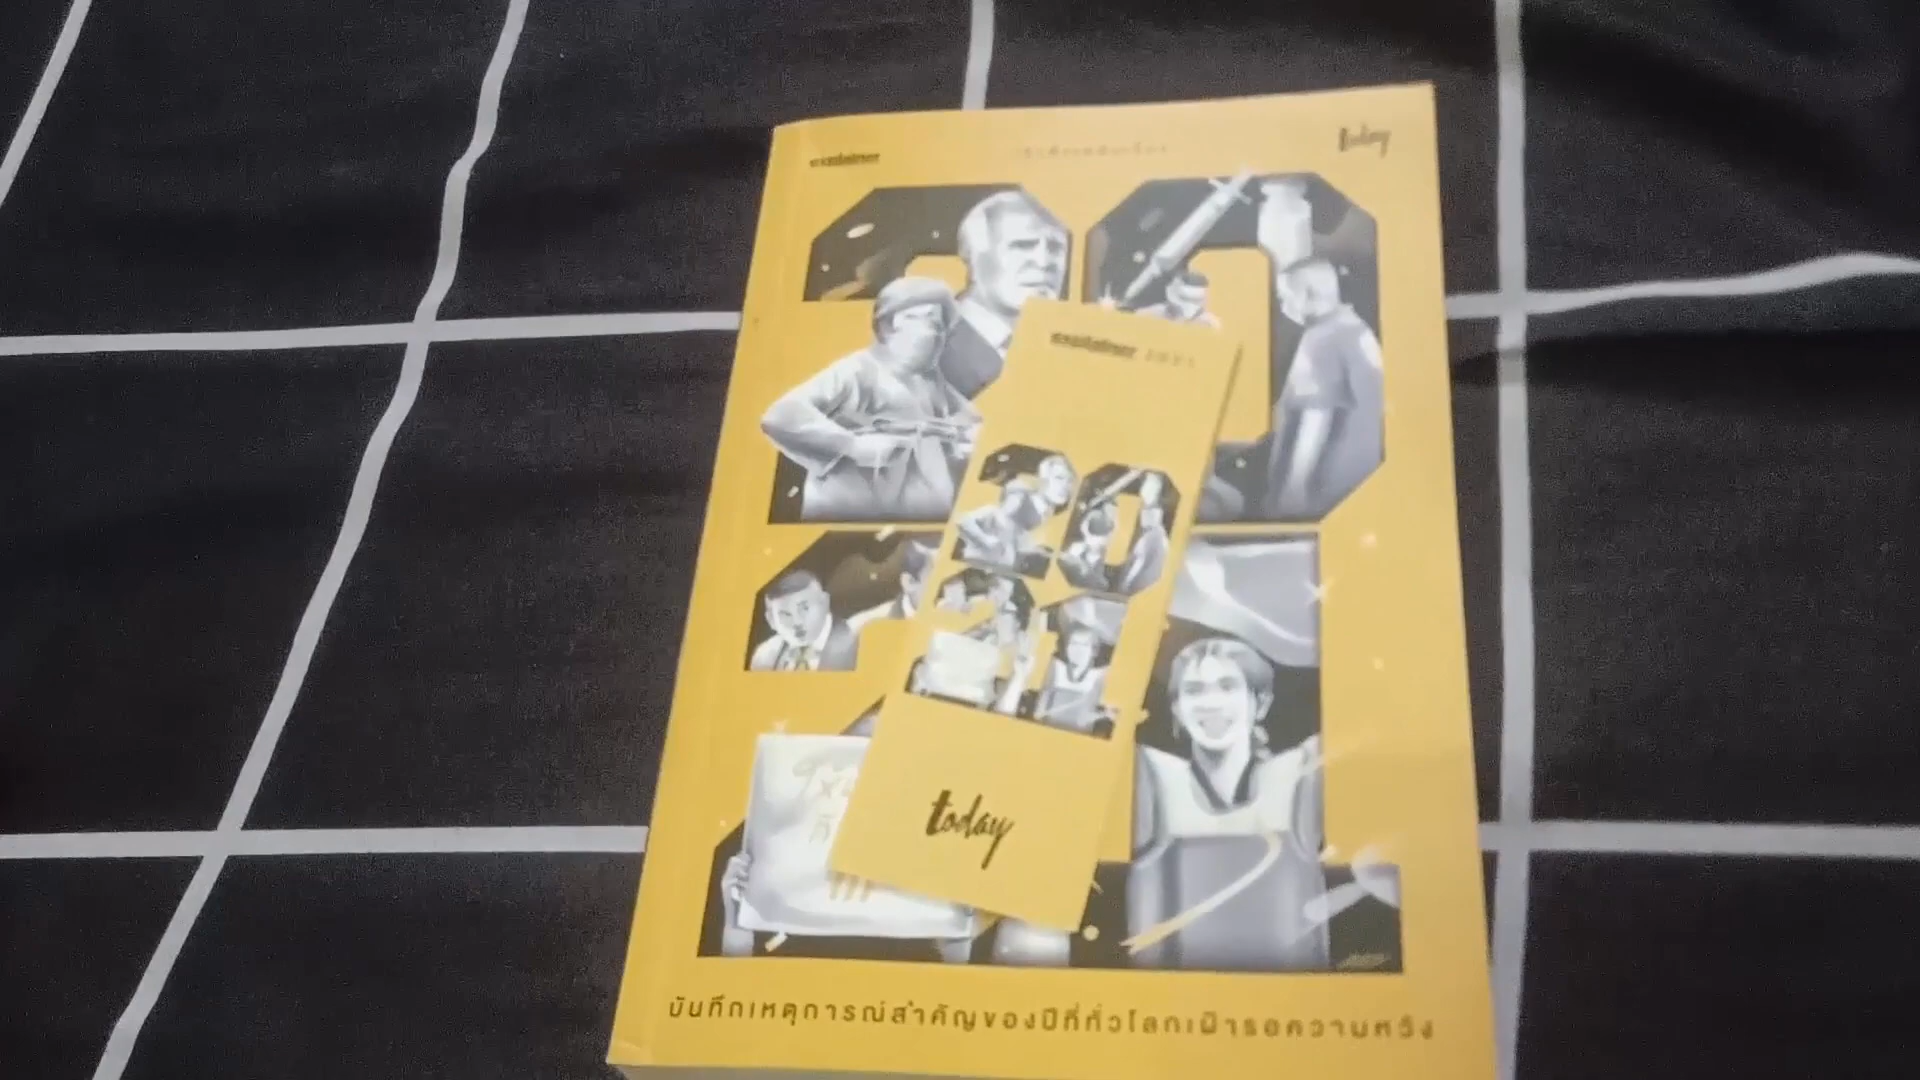 explainer
today
explainer 2021
20
21
today
บันทึกเหตุการณ์สำคัญของปีที่ทั่วโลกเฝ้ารอความหวัง